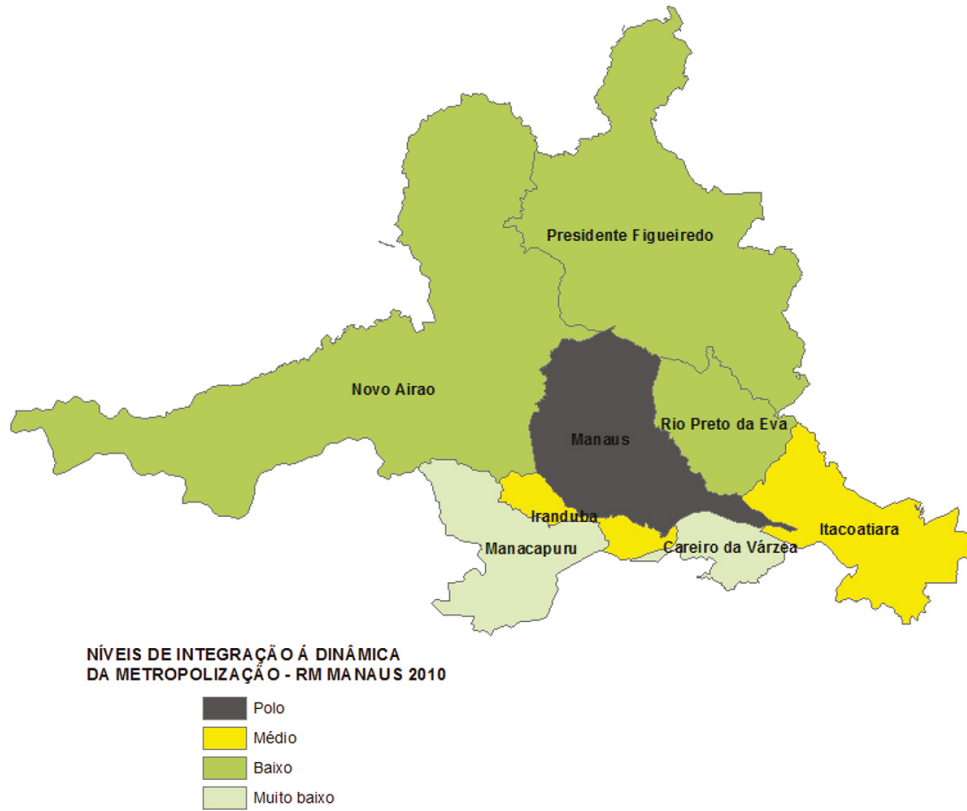 Presidente Figueiredo
Novo Airao
Rio Preto da Eva
Manaus
Iranduba
Itacoatiara
Manacapuru
Careiro da Várzea
NÍVEIS DE INTEGRAÇÃO Á DINÂMICA
DA METROPOLIZAÇÃO - RM MANAUS 2010
Polo
Médio
Baixo
Muito baixo